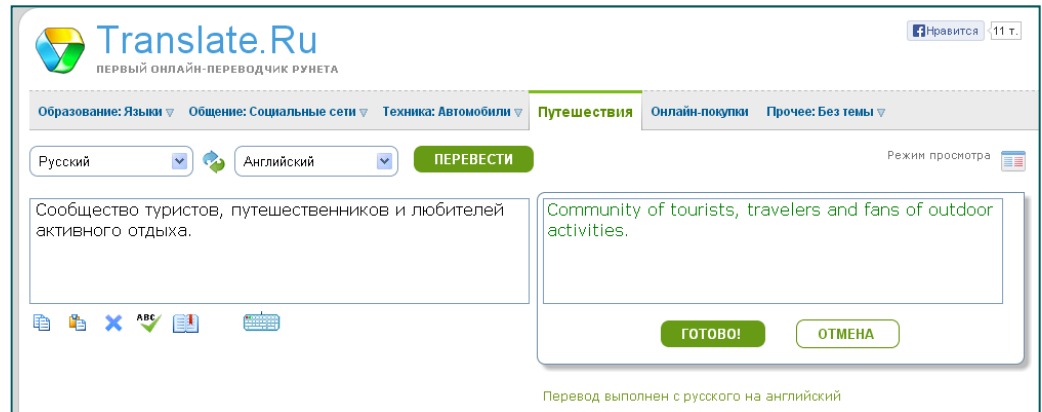 Translate.Ru
ПЕРВЫЙ ОНЛАЙН-ПЕРЕВОДЧИК РУНЕТА
Нравится 11 т.
Образование: Языки Общение: Социальные сети Техника: Автомобили Путешествия Онлайн-покупки Прочее: Без темы
Русский Английский ПЕРЕВЕСТИ Режим просмотра
Сообщество туристов, путешественников и любителей
активного отдыха.
Community of tourists, travelers and fans of outdoor
activities.
ABC
ГОТОВО! ОТМЕНА
Перевод выполнен с русского на английский